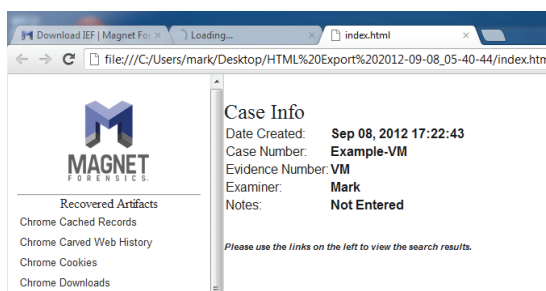 Download IEF | Magnet For
Loading...
index.html
file:///C:/Users/mark/Desktop/HTML%20Export%202012-09-08_05-40-44/index.htm
MAGNET
FORENSICS.
Recovered Artifacts
Chrome Cached Records
Chrome Carved Web History
Chrome Cookies
Chrome Downloads
Case Info
Date Created: Sep 08, 2012 17:22:43
Case Number: Example-VM
Evidence Number: VM
Examiner: Mark
Notes: Not Entered
Please use the links on the left to view the search results.